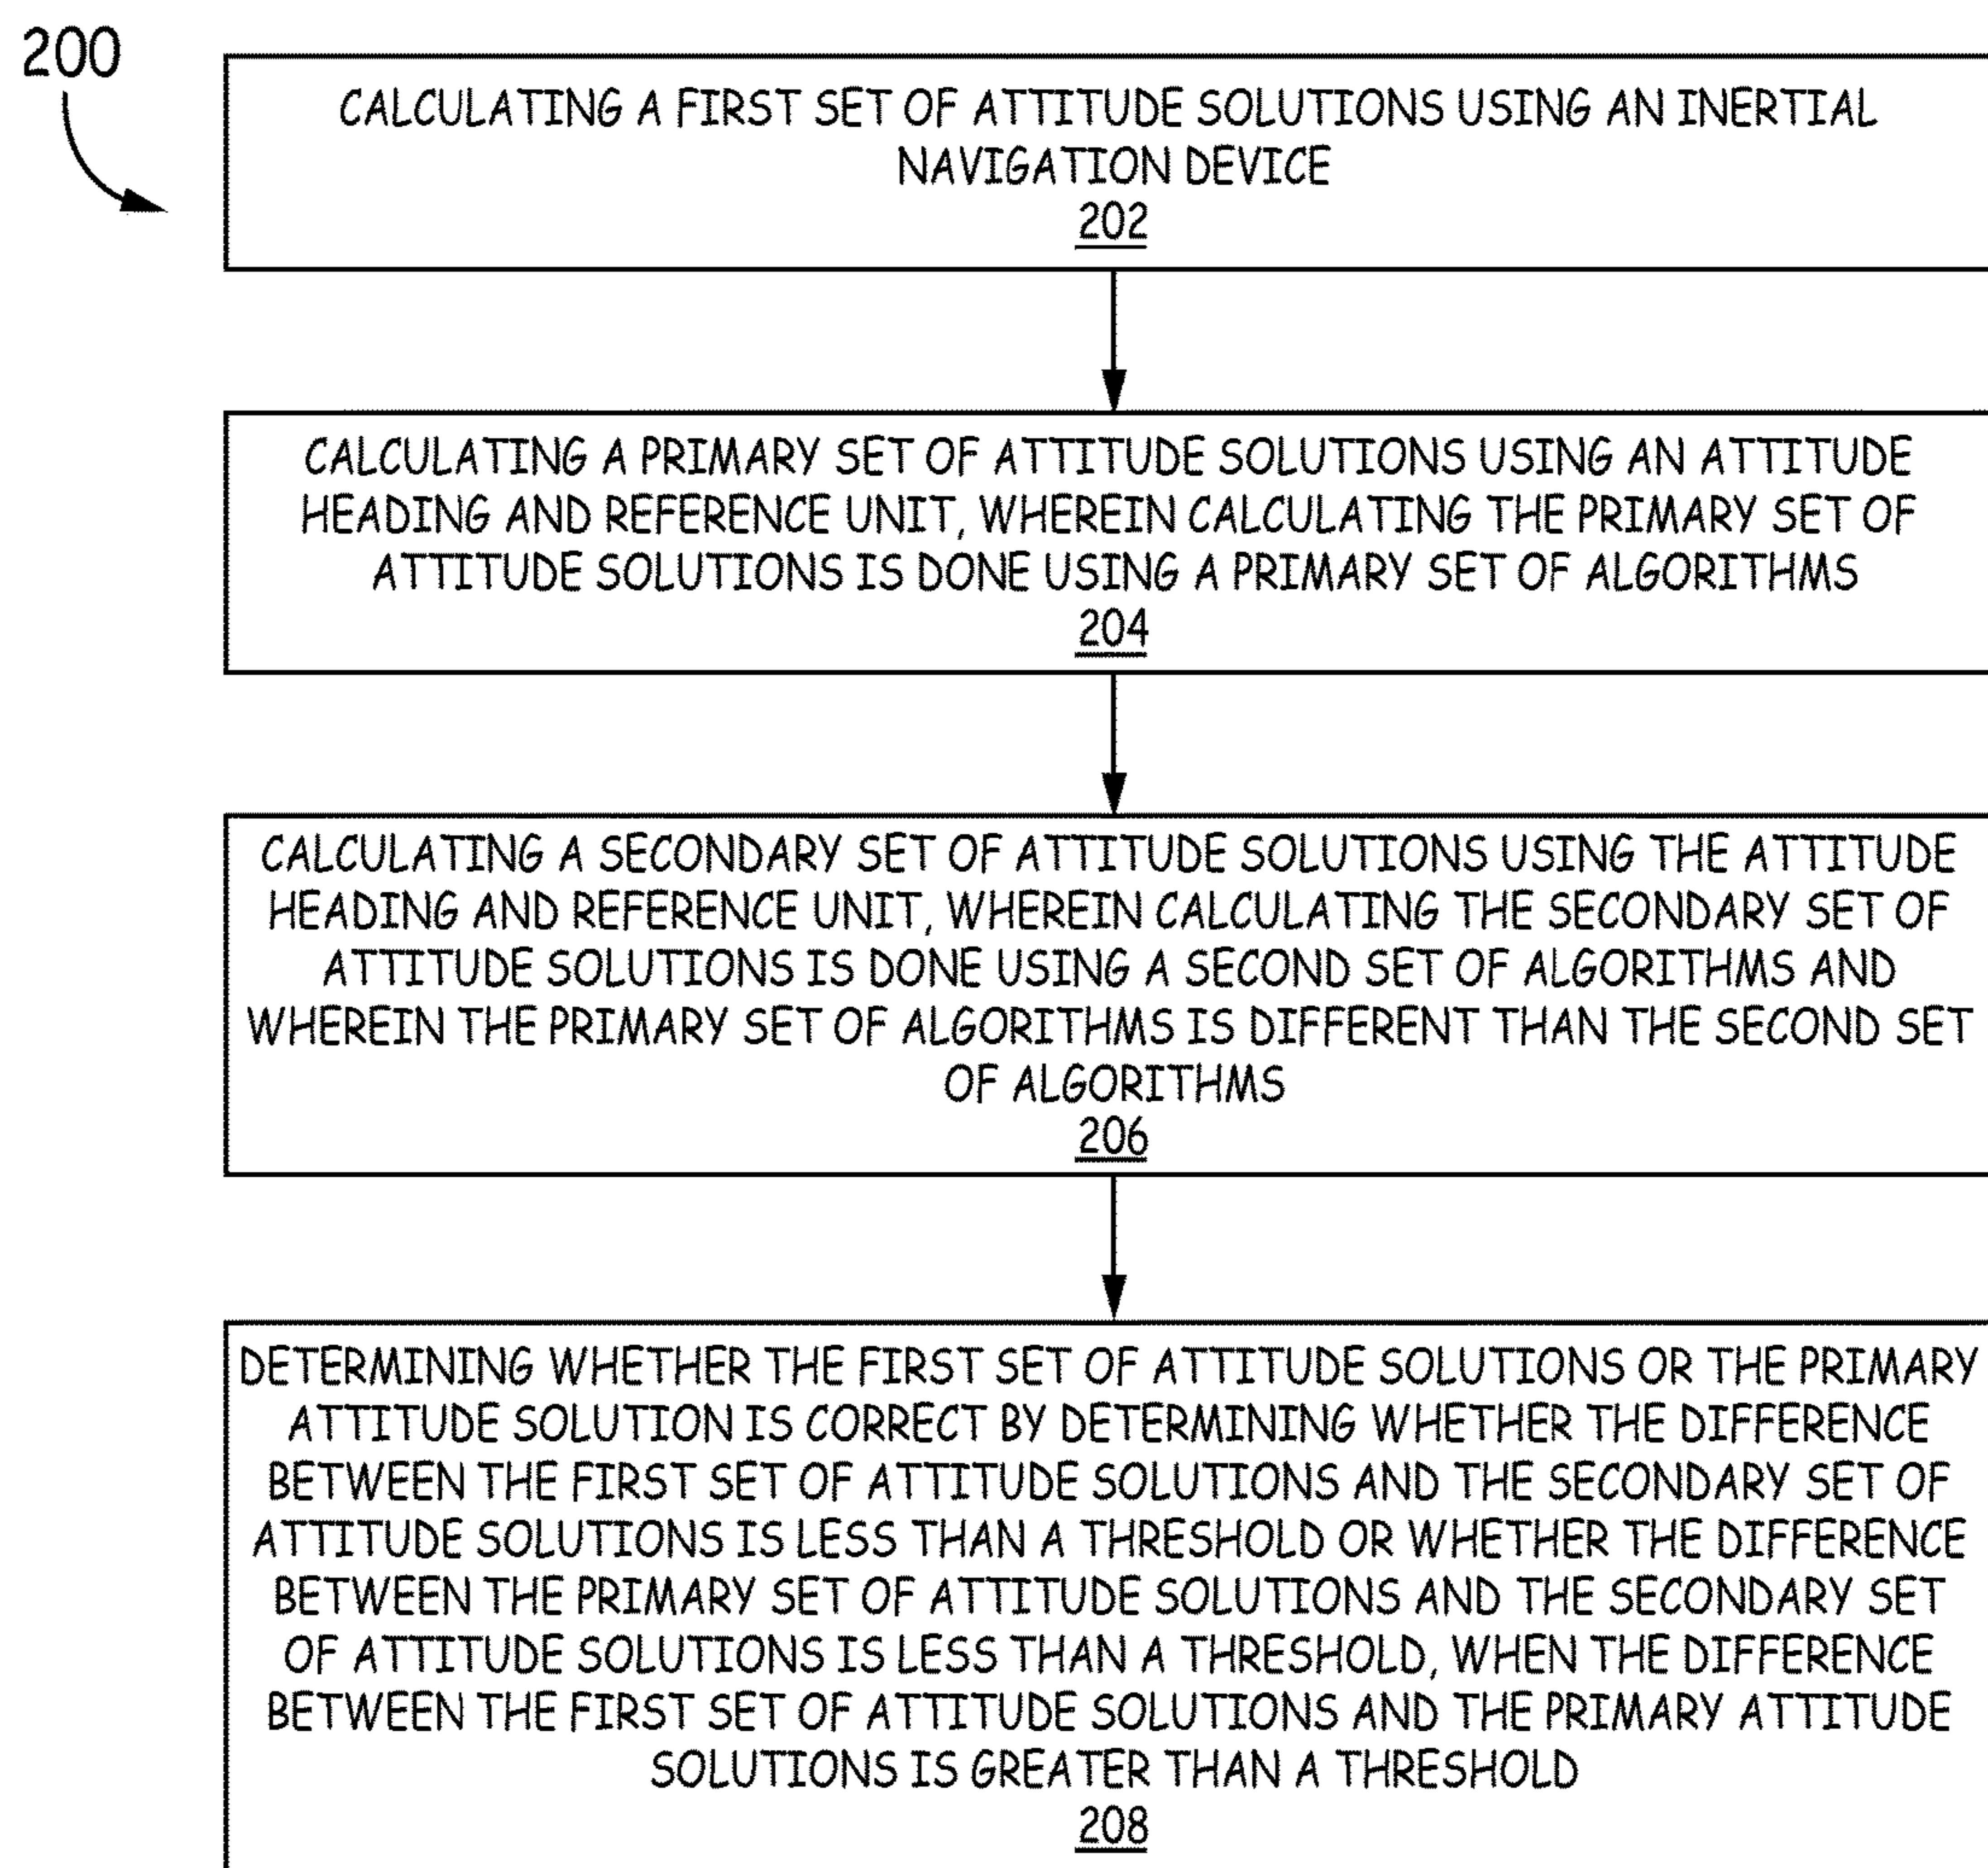 200
CALCULATING A FIRST SET OF ATTITUDE SOLUTIONS USING AN INERTIAL
NAVIGATION DEVICE
202
CALCULATING A PRIMARY SET OF ATTITUDE SOLUTIONS USING AN ATTITUDE
HEADING AND REFERENCE UNIT, WHEREIN CALCULATING THE PRIMARY SET OF
ATTITUDE SOLUTIONS IS DONE USING A PRIMARY SET OF ALGORITHMS
204
CALCULATING A SECONDARY SET OF ATTITUDE SOLUTIONS USING THE ATTITUDE
HEADING AND REFERENCE UNIT, WHEREIN CALCULATING THE SECONDARY SET OF
ATTITUDE SOLUTIONS IS DONE USING A SECOND SET OF ALGORITHMS AND
WHEREIN THE PRIMARY SET OF ALGORITHMS IS DIFFERENT THAN THE SECOND SET
OF ALGORITHMS
206
DETERMINING WHETHER THE FIRST SET OF ATTITUDE SOLUTIONS OR THE PRIMARY
ATTITUDE SOLUTION IS CORRECT BY DETERMINING WHETHER THE DIFFERENCE
BETWEEN THE FIRST SET OF ATTITUDE SOLUTIONS AND THE SECONDARY SET OF
ATTITUDE SOLUTIONS IS LESS THAN A THRESHOLD OR WHETHER THE DIFFERENCE
BETWEEN THE PRIMARY SET OF ATTITUDE SOLUTIONS AND THE SECONDARY SET
OF ATTITUDE SOLUTIONS IS LESS THAN A THRESHOLD, WHEN THE DIFFERENCE
BETWEEN THE FIRST SET OF ATTITUDE SOLUTIONS AND THE PRIMARY ATTITUDE
SOLUTIONS IS GREATER THAN A THRESHOLD
208